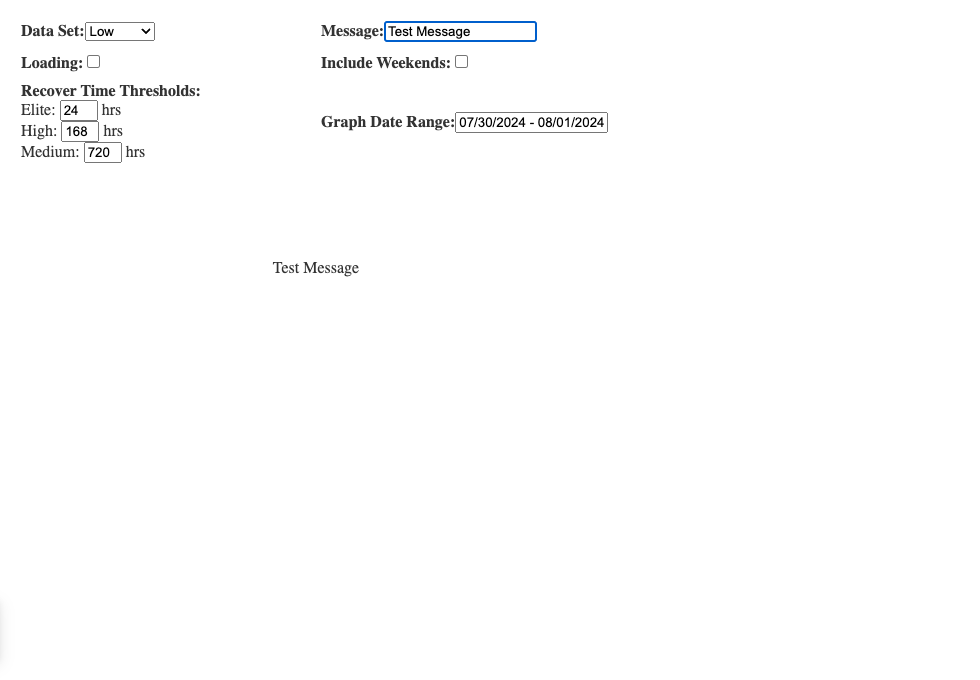 Data Set: Low Message: Test Message
Loading: Include Weekends:
Recover Time Thresholds:
Elite: 24 hrs
High: 168 hrs
Medium: 720 hrs
Graph Date Range: 07/30/2024 - 08/01/2024
Test Message